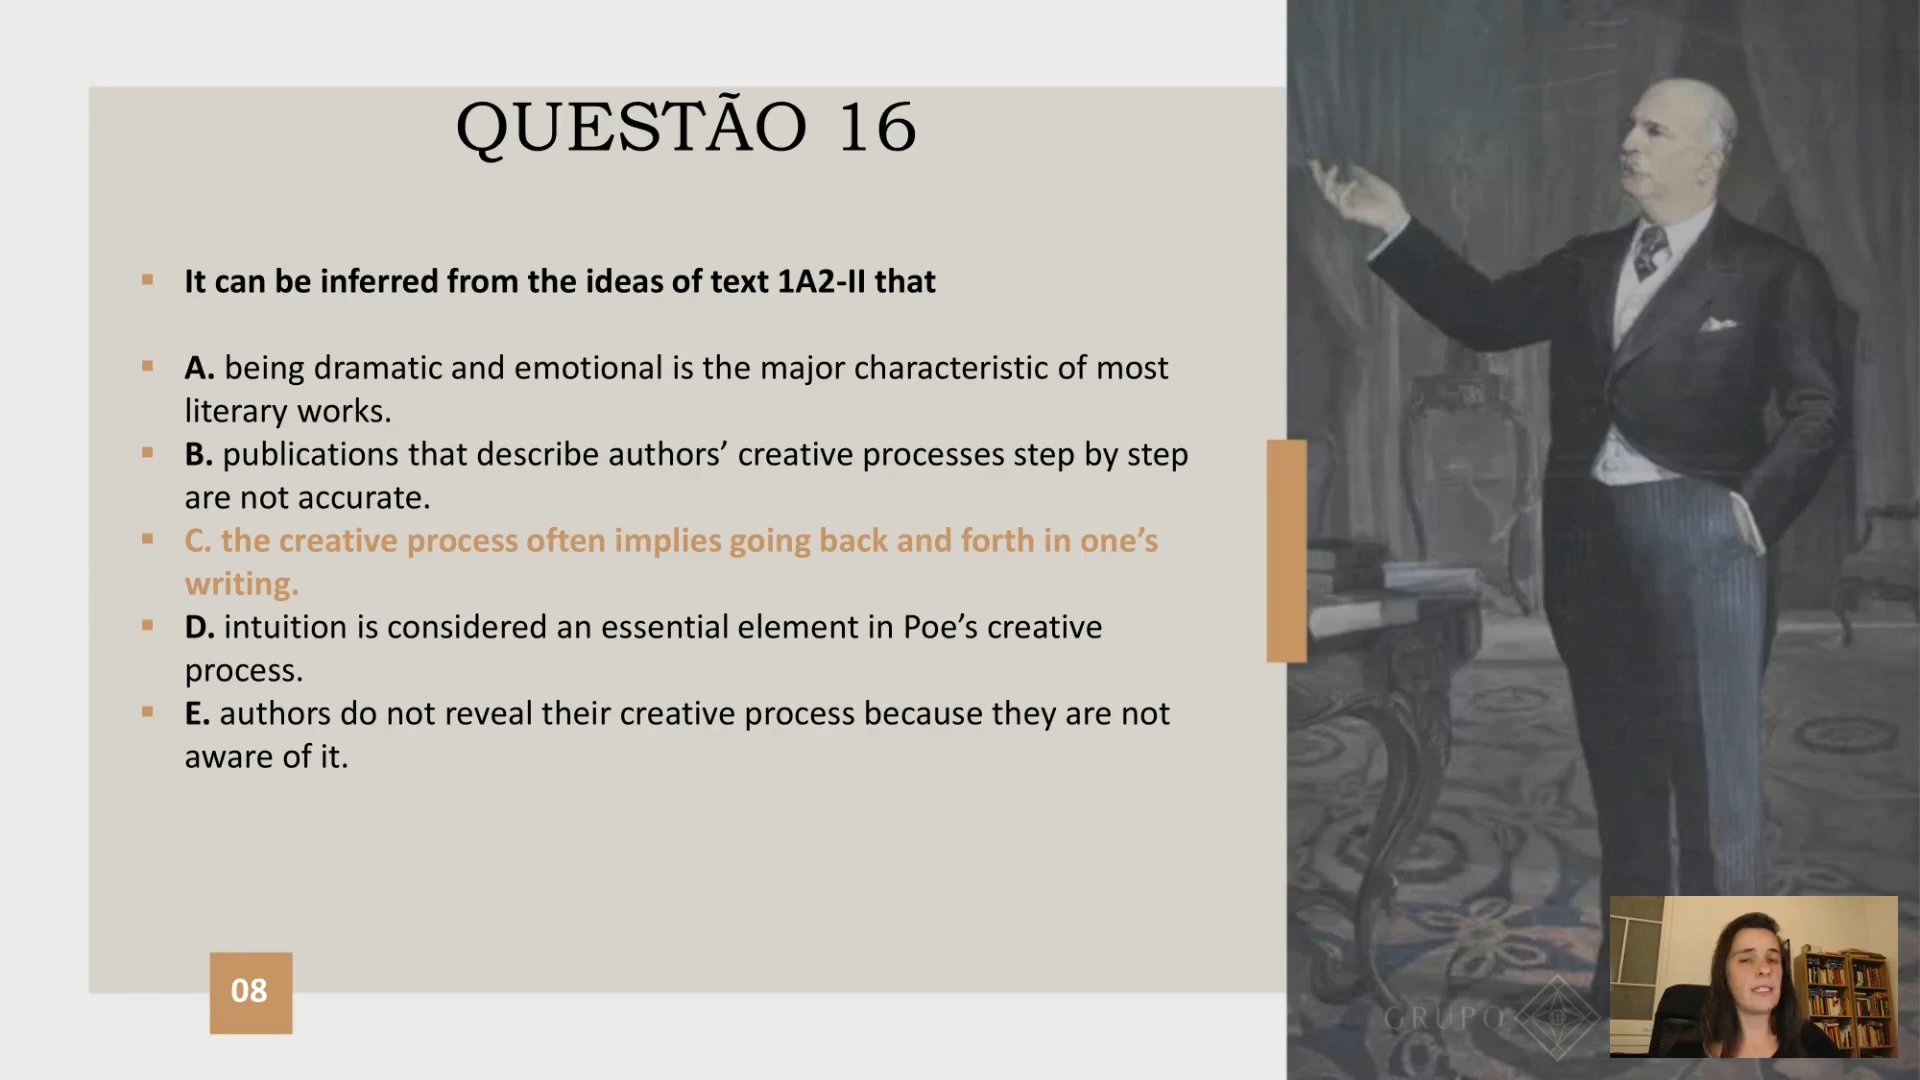 QUESTÃO 16
It can be inferred from the ideas of text 1A2-II that
A. being dramatic and emotional is the major characteristic of most
literary works.
B. publications that describe authors’ creative processes step by step
are not accurate.
C. the creative process often implies going back and forth in one’s
writing.
D. intuition is considered an essential element in Poe’s creative
process.
E. authors do not reveal their creative process because they are not
aware of it.
08
GRUPO